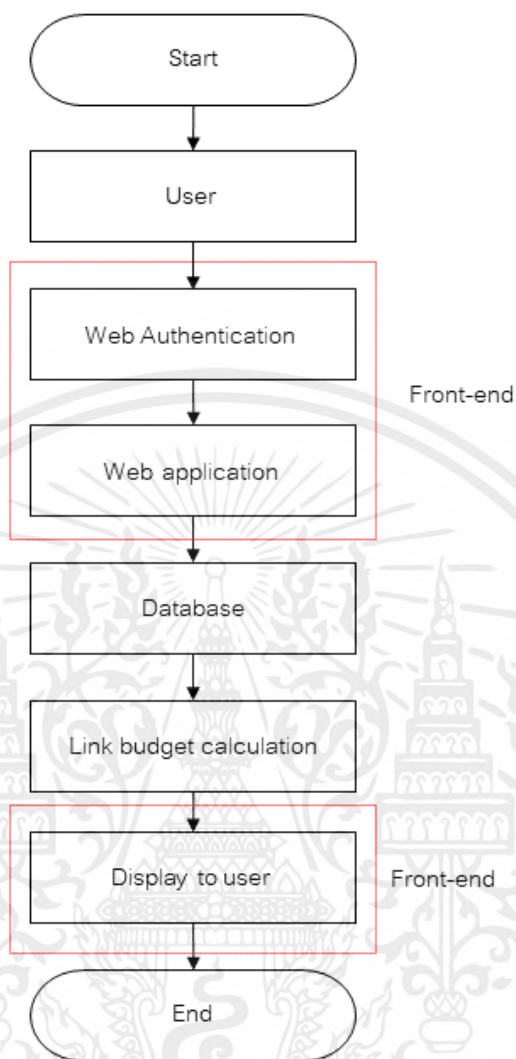 Start
User
Web Authentication
Front-end
Web application
Database
Link budget calculation
Display to user
Front-end
End